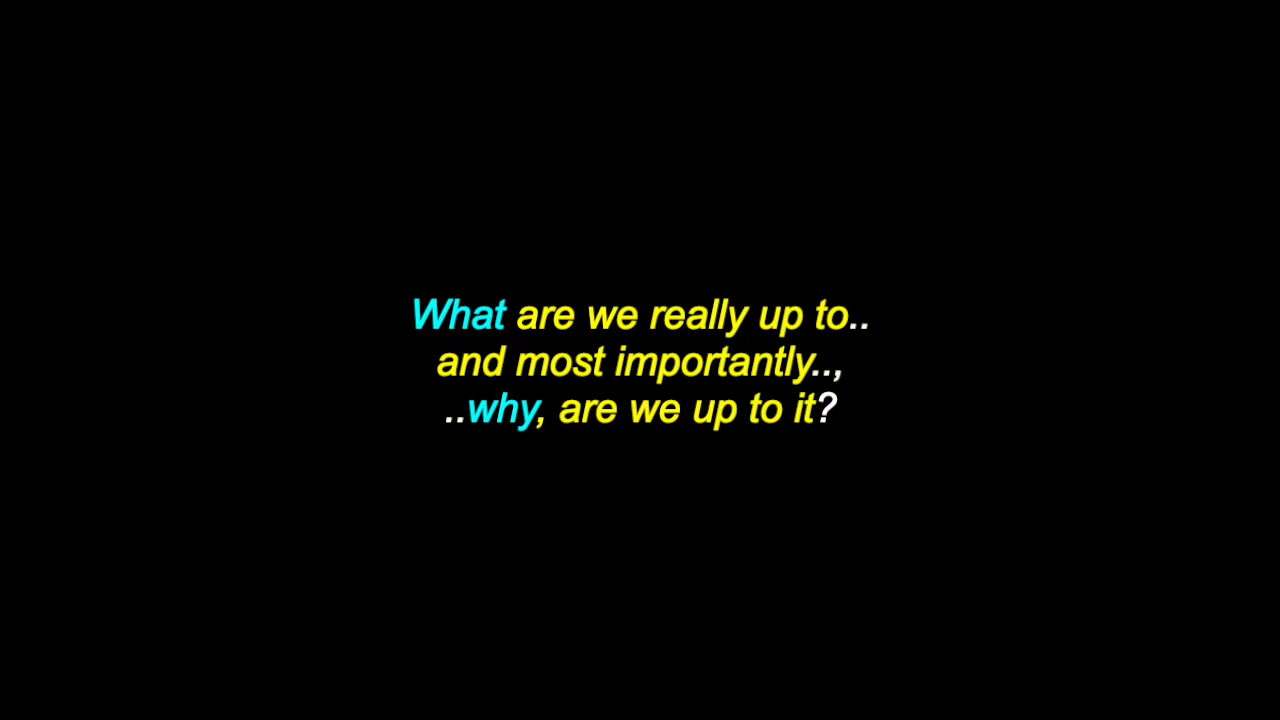 What are we really up to..
and most importantly..,
..why, are we up to it?